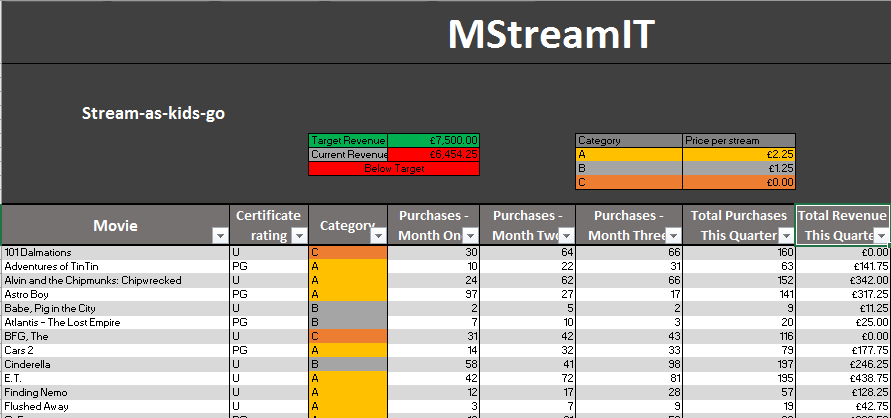 MStreamIT
Stream-as-kids-go
Target Revenue £7,500.00
Current Revenue £6,454.25
Below Target
Category Price per stream
A £2.25
B £1.25
C £0.00
Movie Certificate rating Category Purchases - Month One Purchases - Month Two Purchases - Month Three Total Purchases This Quarter Total Revenue This Quarte
101 Dalmations U C 30 64 66 160 £0.00
Adventures of TinTin PG A 10 22 31 63 £141.75
Alvin and the Chipmunks: Chipwrecked U A 24 62 66 152 £342.00
Astro Boy PG A 97 27 17 141 £317.25
Babe, Pig in the City U B 2 5 2 9 £11.25
Atlantis - The Lost Empire PG B 7 10 3 20 £25.00
BFG, The U C 31 42 43 116 £0.00
Cars 2 PG A 14 32 33 79 £177.75
Cinderella U B 58 41 98 197 £246.25
E.T. U A 42 72 81 195 £438.75
Finding Nemo U A 12 17 28 57 £128.25
Flushed Away U A 3 7 9 19 £42.75